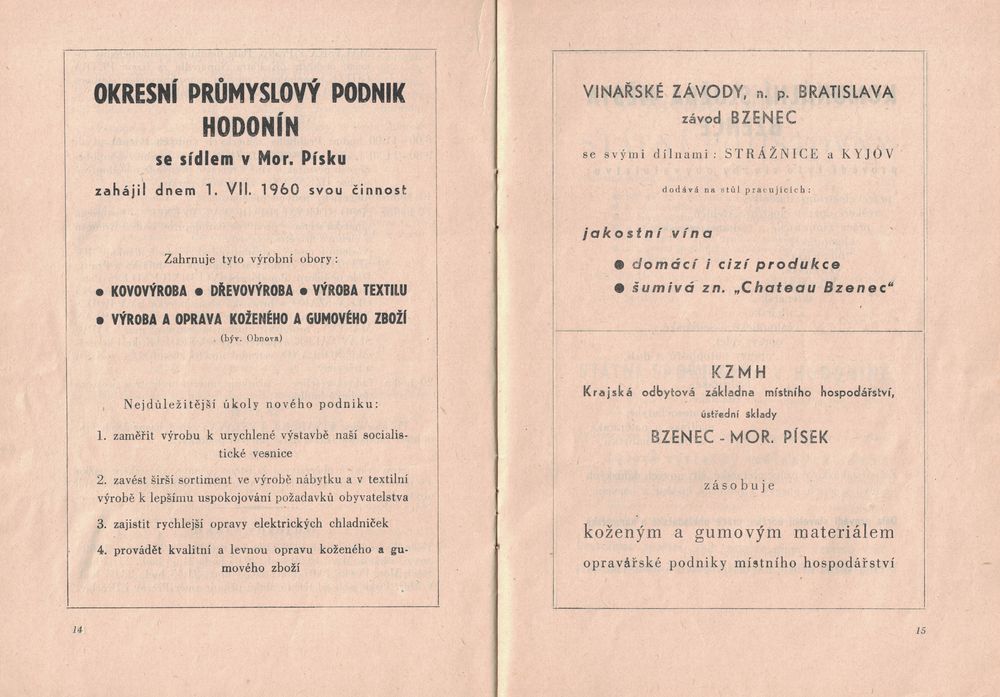 OKRESNÍ PRŮMYSLOVÝ PODNIK
HODONÍN
se sídlem v Mor. Písku
zahájil dnem 1. VII. 1960 svou činnost
Zahrnuje tyto výrobní obory:
• KOVOVÝROBA • DŘEVOVÝROBA • VÝROBA TEXTILU
• VÝROBA A OPRAVA KOŽENÉHO A GUMOVÉHO ZBOŽÍ
(býv. Obnova)
Nejdůležitější úkoly nového podniku:
1. zaměřit výrobu k urychlené výstavbě naší socialis-
tické vesnice
2. zavést širší sortiment ve výrobě nábytku a v textilní
výrobě k lepšímu uspokojování požadavků obyvatelstva
3. zajistit rychlejší opravy elektrických chladniček
4. provádět kvalitní a levnou opravu koženého a gu-
mového zboží
14
VINAŘSKÉ ZÁVODY, n. p. BRATISLAVA
závod BZENEC
se svými dílnami: STRÁŽNICE a KYJOV
dodává na stůl pracujících:
jakostní vína
• domácí i cizí produkce
• šumivá zn. „Chateau Bzenec“
KZMH
Krajská odbytová základna místního hospodářství,
ústřední sklady
BZENEC - MOR. PÍSEK
zásobuje
koženým a gumovým materiálem
opravářské podniky místního hospodářství
15